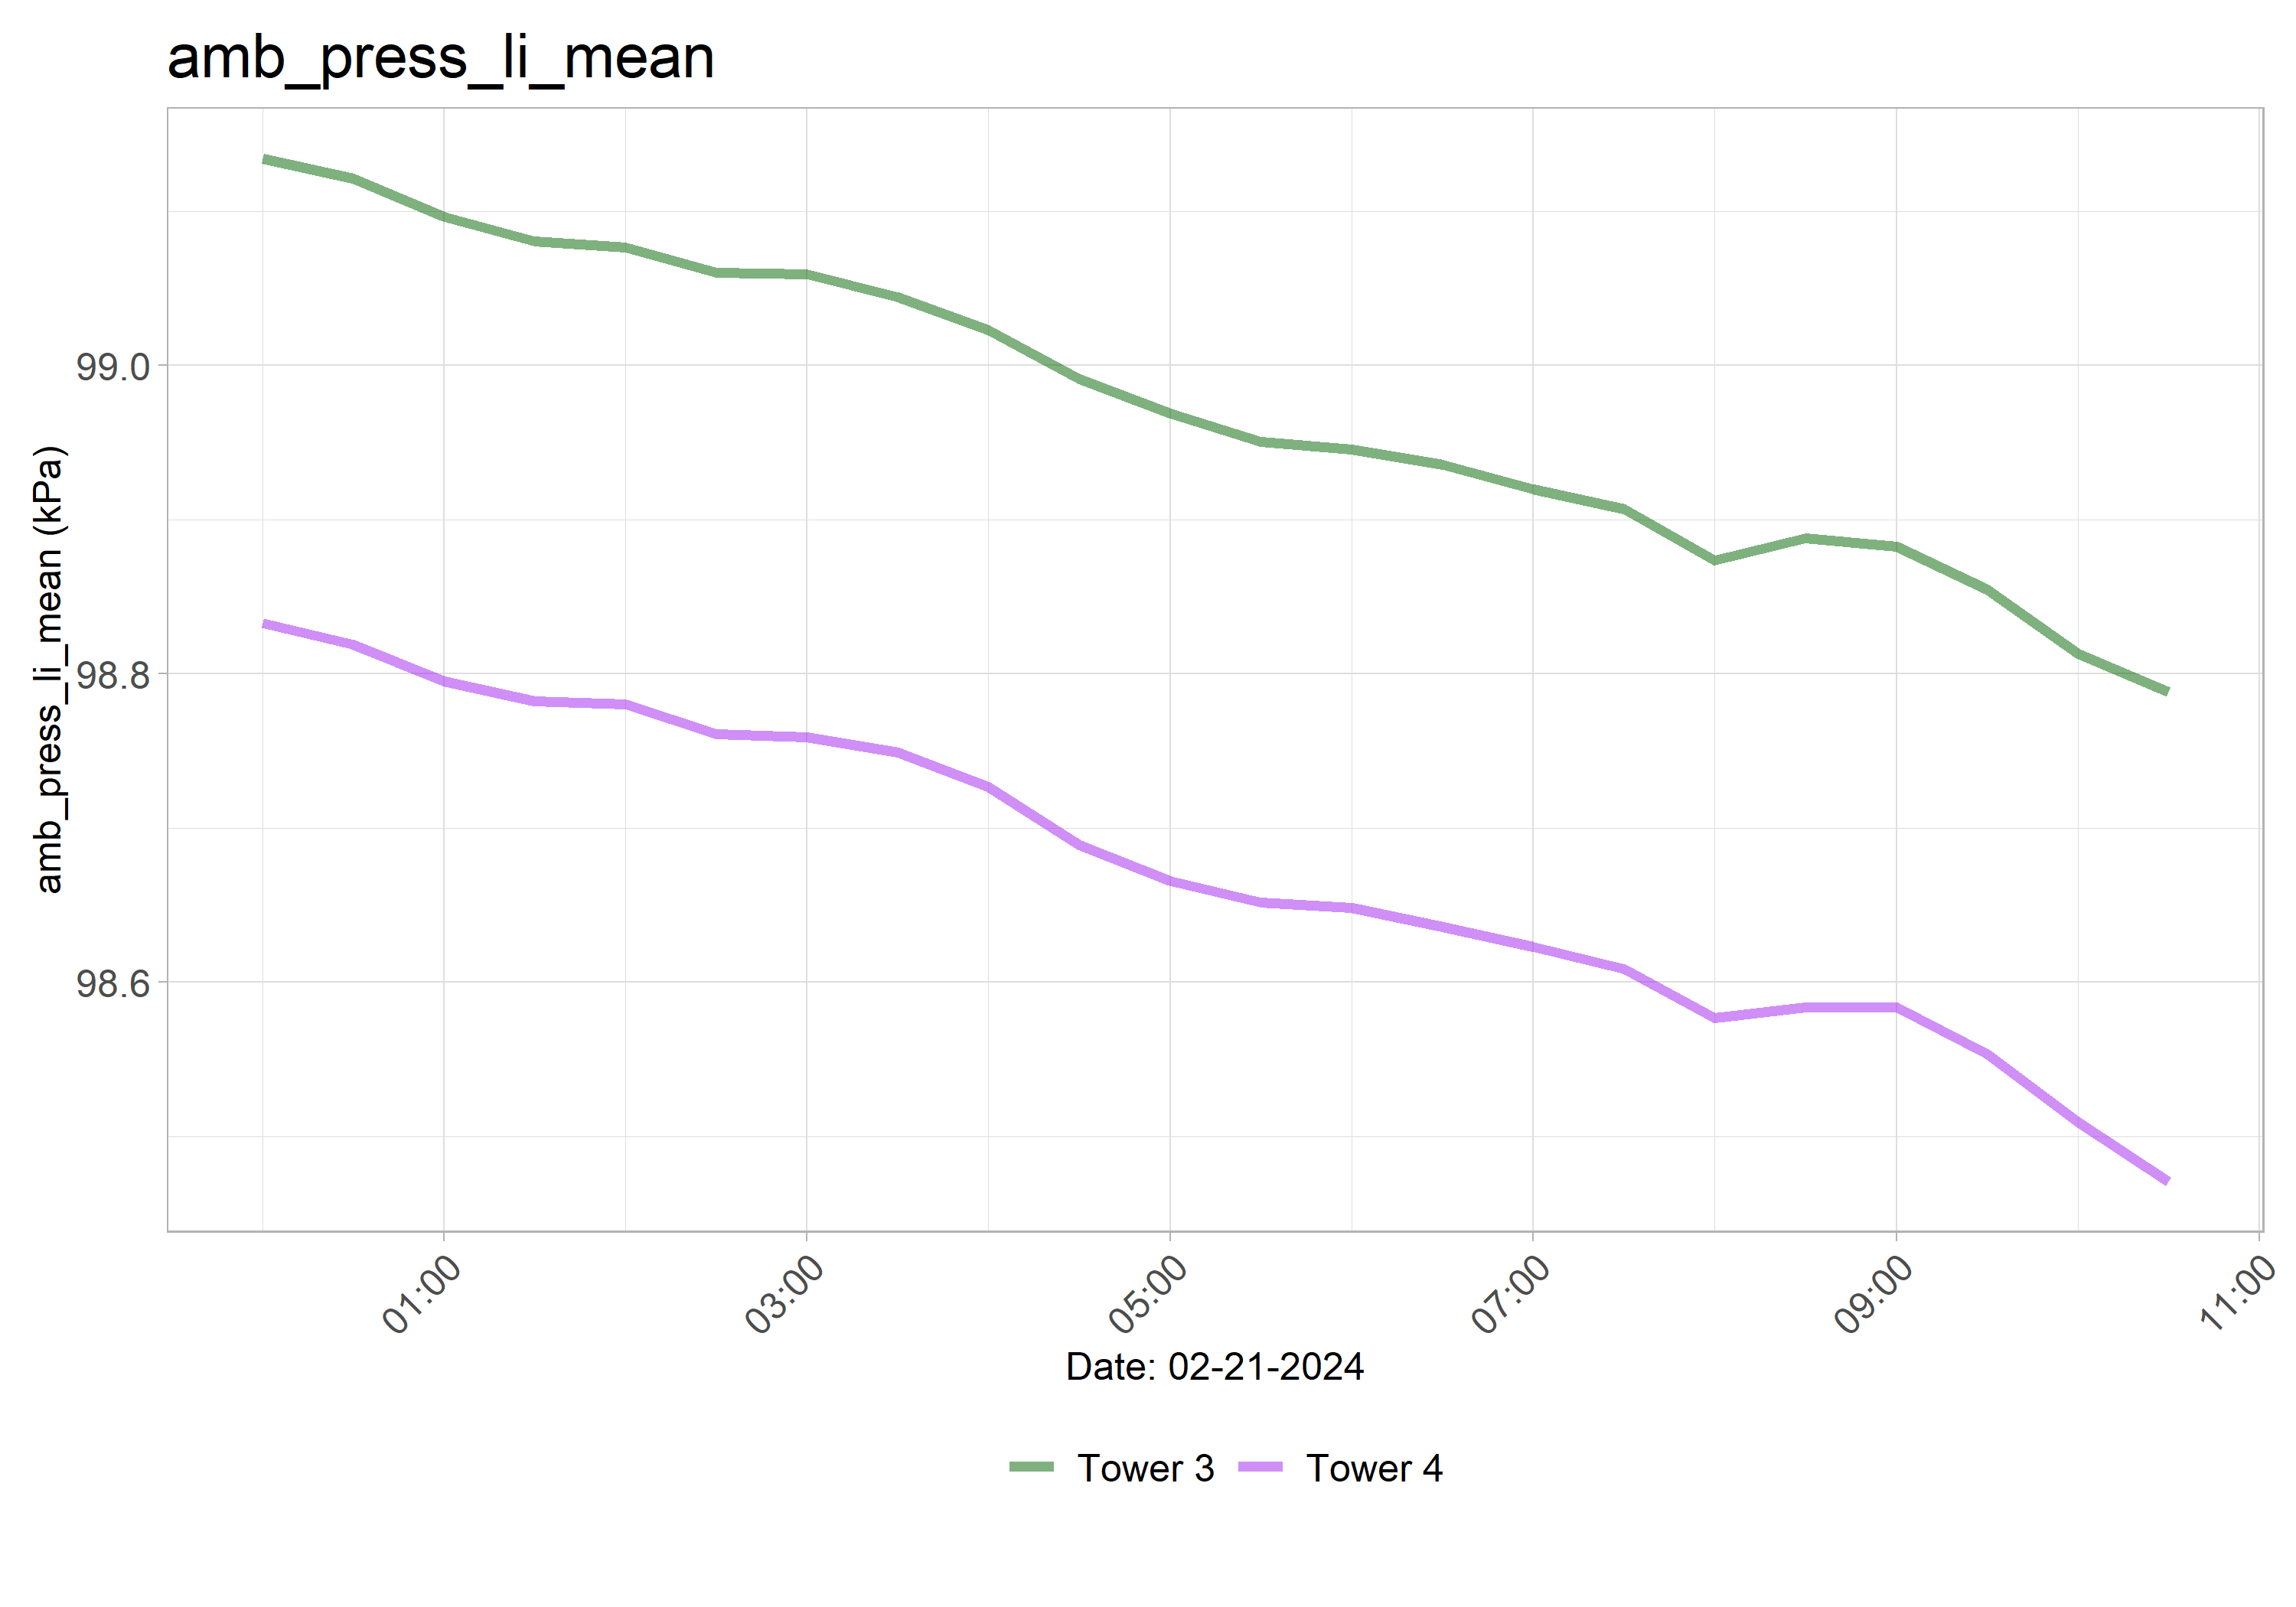 amb_press_li_mean
amb_press_li_mean (kPa)
99.0
98.8
98.6
01:00
03:00
05:00
07:00
09:00
11:00
Date: 02-21-2024
Tower 3
Tower 4